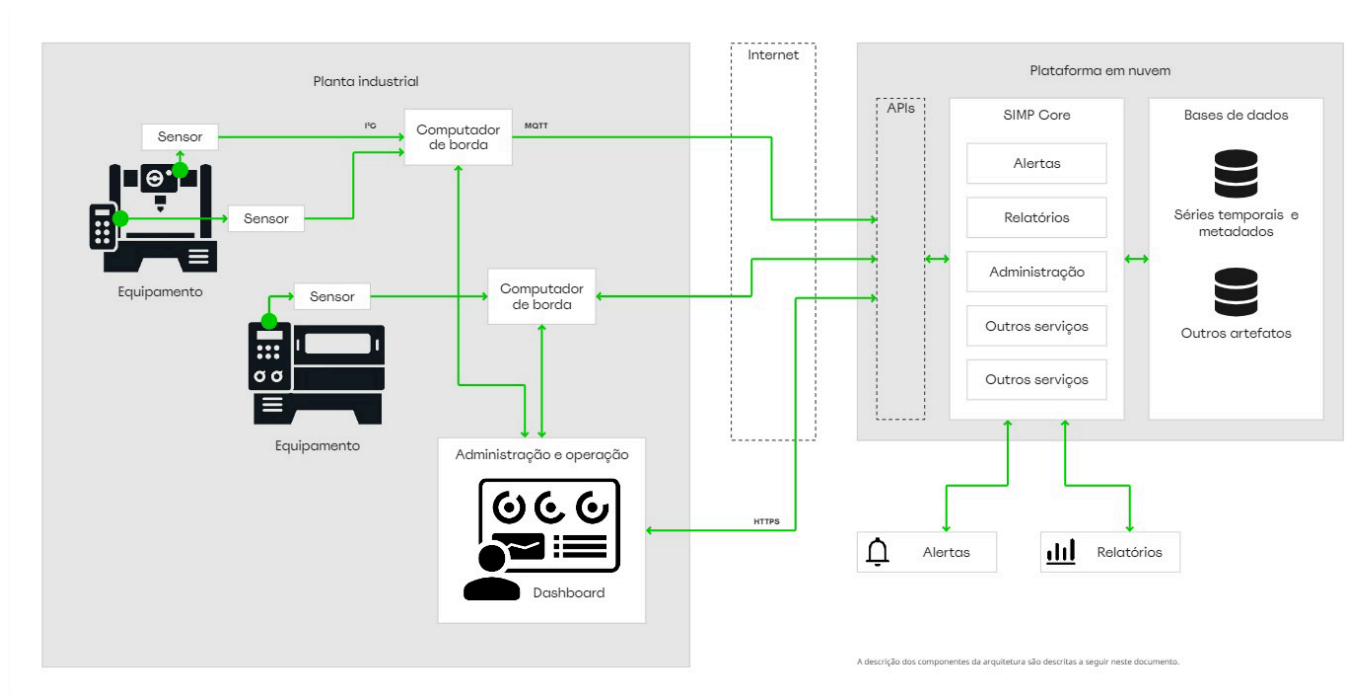 Planta industrial
Sensor
I²C
Computador
de borda
MQTT
Sensor
Equipamento
Sensor
Computador
de borda
Equipamento
Administração e operação
Dashboard
HTTPS
Internet
Plataforma em nuvem
APIs
SIMP Core
Alertas
Relatórios
Administração
Outros serviços
Outros serviços
Bases de dados
Séries temporais e
metadados
Outros artefatos
Alertas
Relatórios
A descrição dos componentes da arquitetura são descritas a seguir neste documento.